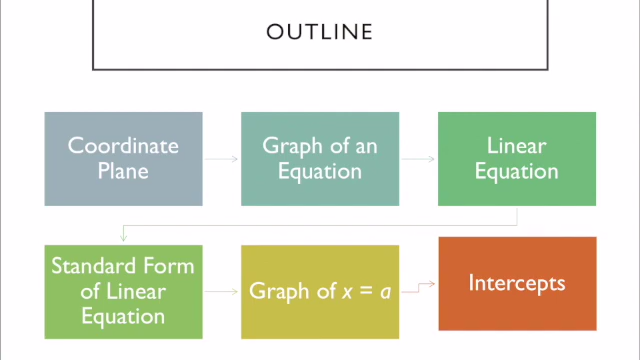 OUTLINE
Coordinate
Plane
Graph of an
Equation
Linear
Equation
Standard Form
of Linear
Equation
Graph of x = a
Intercepts